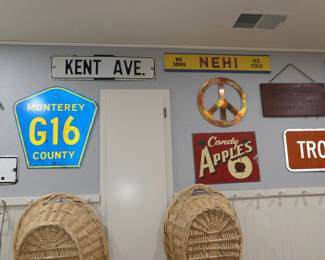 KENT AVE.
WE SERVE NEHI ICE COLD
MONTEREY
G16
COUNTY
Candy
APPLES
TRO